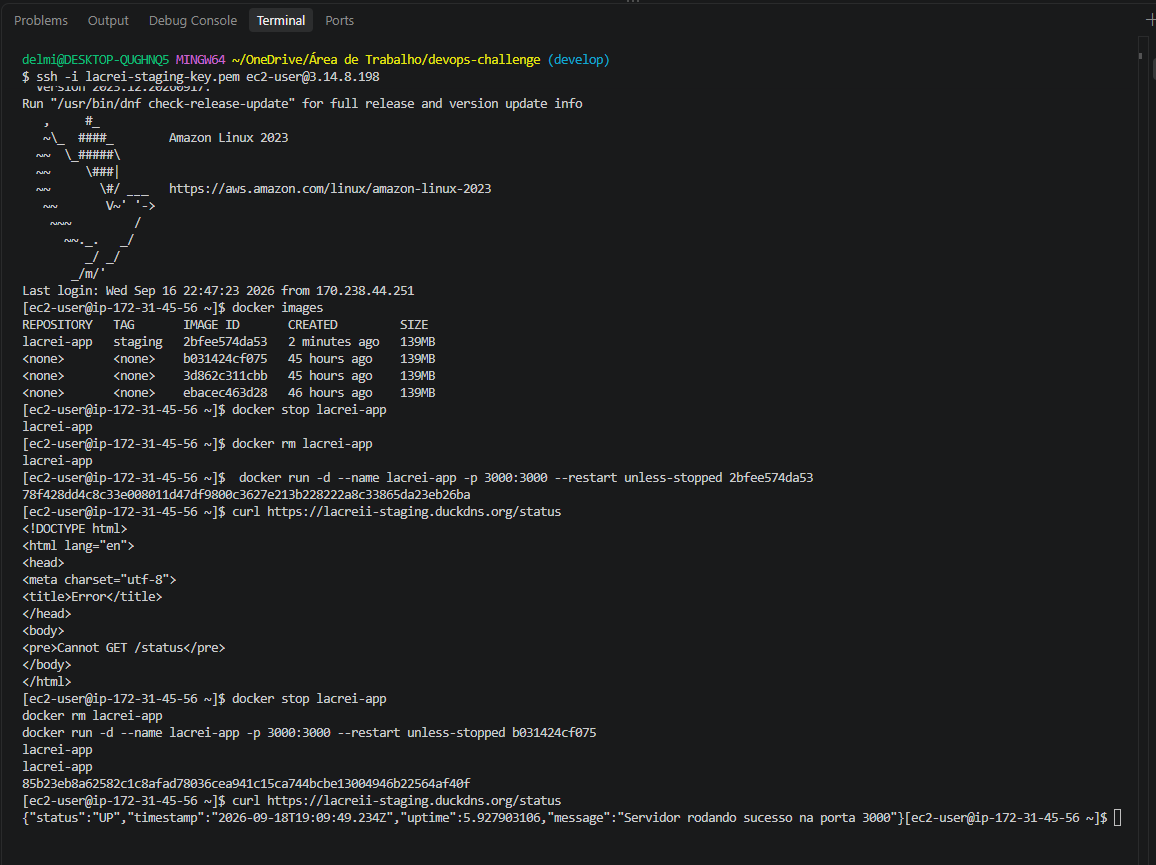 Problems Output Debug Console Terminal Ports
delmi@DESKTOP-QUGHNQ5 MINGW64 ~/OneDrive/Área de Trabalho/devops-challenge (develop)
$ ssh -i lacrei-staging-key.pem ec2-user@3.14.8.198
Version 2023.12.20260917:
Run "/usr/bin/dnf check-release-update" for full release and version update info
   ,     #_
   ~\_  ####_        Amazon Linux 2023
  ~~  \_#####\
  ~~     \###|
  ~~       \#/ ___   https://aws.amazon.com/linux/amazon-linux-2023
   ~~       V~' '->
    ~~~         /
      ~~._.   _/
         _/ _/
       _/m/'
Last login: Wed Sep 16 22:47:23 2026 from 170.238.44.251
[ec2-user@ip-172-31-45-56 ~]$ docker images
REPOSITORY   TAG       IMAGE ID       CREATED         SIZE
lacrei-app   staging   2bfee574da53   2 minutes ago   139MB
<none>       <none>    b031424cf075   45 hours ago    139MB
<none>       <none>    3d862c311cbb   45 hours ago    139MB
<none>       <none>    ebacec463d28   46 hours ago    139MB
[ec2-user@ip-172-31-45-56 ~]$ docker stop lacrei-app
lacrei-app
[ec2-user@ip-172-31-45-56 ~]$ docker rm lacrei-app
lacrei-app
[ec2-user@ip-172-31-45-56 ~]$  docker run -d --name lacrei-app -p 3000:3000 --restart unless-stopped 2bfee574da53
78f428dd4c8c33e008011d47df9800c3627e213b228222a8c33865da23eb26ba
[ec2-user@ip-172-31-45-56 ~]$ curl https://lacreii-staging.duckdns.org/status
<!DOCTYPE html>
<html lang="en">
<head>
<meta charset="utf-8">
<title>Error</title>
</head>
<body>
<pre>Cannot GET /status</pre>
</body>
</html>
[ec2-user@ip-172-31-45-56 ~]$ docker stop lacrei-app
docker rm lacrei-app
docker run -d --name lacrei-app -p 3000:3000 --restart unless-stopped b031424cf075
lacrei-app
lacrei-app
85b23eb8a62582c1c8afad78036cea941c15ca744bcbe13004946b22564af40f
[ec2-user@ip-172-31-45-56 ~]$ curl https://lacreii-staging.duckdns.org/status
{"status":"UP","timestamp":"2026-09-18T19:09:49.234Z","uptime":5.927903106,"message":"Servidor rodando sucesso na porta 3000"}[ec2-user@ip-172-31-45-56 ~]$